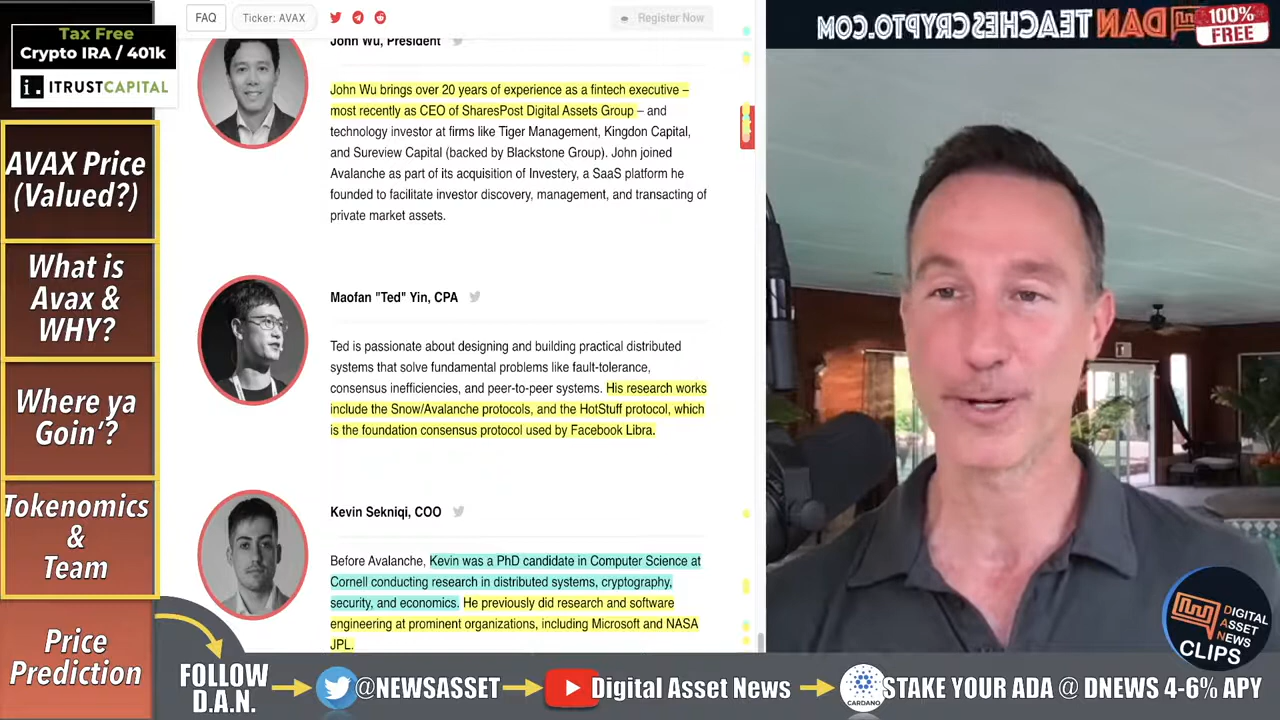 Tax Free
Crypto IRA / 401k
i.
ITRUSTCAPITAL
AVAX Price
(Valued?)
What is
Avax &
WHY?
Where ya
Goin'?
Tokenomics
&
Team
Price
Prediction
FAQ
Ticker: AVAX
Register Now
John Wu, President
John Wu brings over 20 years of experience as a fintech executive –
most recently as CEO of SharesPost Digital Assets Group – and
technology investor at firms like Tiger Management, Kingdon Capital,
and Sureview Capital (backed by Blackstone Group). John joined
Avalanche as part of its acquisition of Investery, a SaaS platform he
founded to facilitate investor discovery, management, and transacting of
private market assets.
Maofan "Ted" Yin, CPA
Ted is passionate about designing and building practical distributed
systems that solve fundamental problems like fault-tolerance,
consensus inefficiencies, and peer-to-peer systems. His research works
include the Snow/Avalanche protocols, and the HotStuff protocol, which
is the foundation consensus protocol used by Facebook Libra.
Kevin Sekniqi, COO
Before Avalanche, Kevin was a PhD candidate in Computer Science at
Cornell conducting research in distributed systems, cryptography,
security, and economics. He previously did research and software
engineering at prominent organizations, including Microsoft and NASA
JPL.
DAN TEACHESCRYPTO.COM
100%
FREE
DIGITAL
ASSET
NEWS
CLIPS
FOLLOW
D.A.N.
@NEWSASSET
Digital Asset News
CARDANO
STAKE YOUR ADA @ DNEWS 4-6% APY